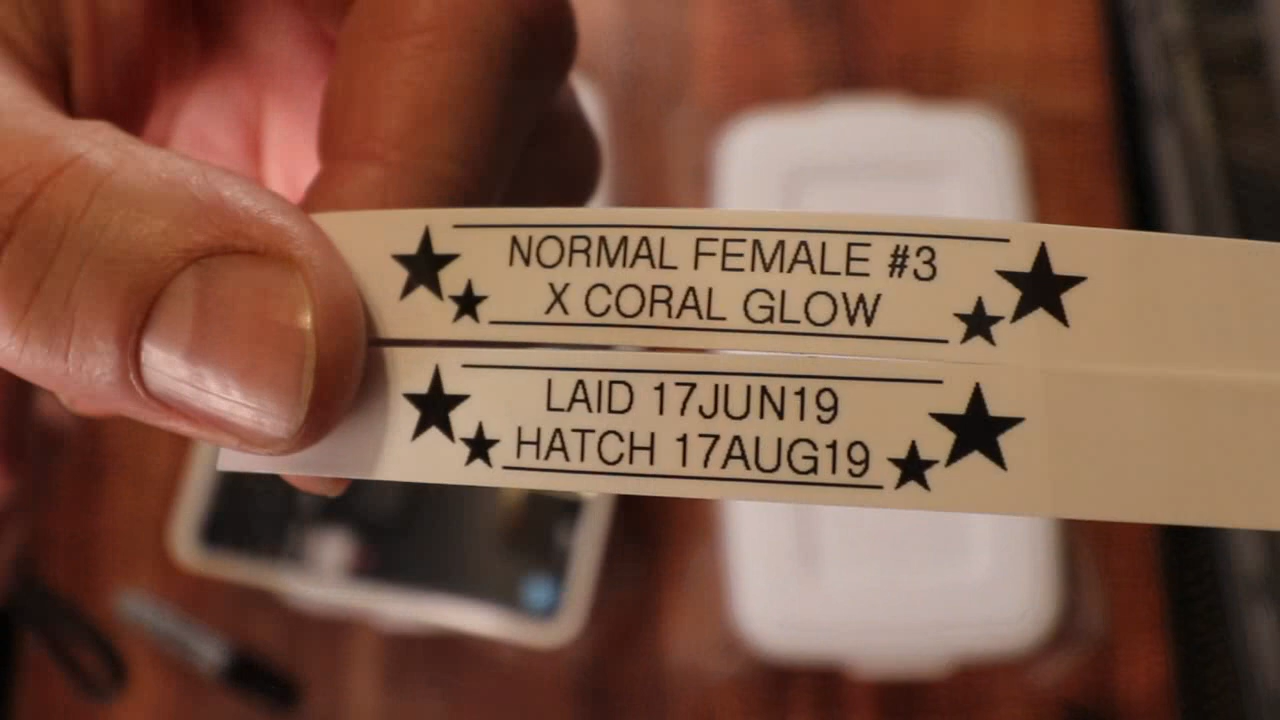 NORMAL FEMALE #3
X CORAL GLOW
LAID 17JUN19
HATCH 17AUG19